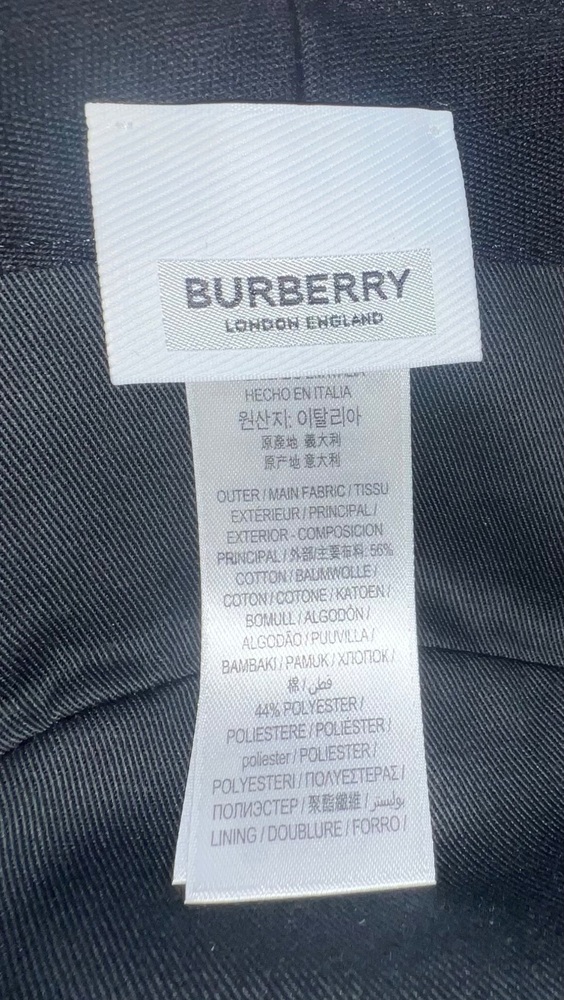 BURBERRY
LONDON ENGLAND
HECHO EN ITALIA
원산지: 이탈리아
原產地 義大利
原产地 意大利
OUTER / MAIN FABRIC / TISSU
EXTÉRIEUR / PRINCIPAL /
EXTERIOR - COMPOSICION
PRINCIPAL / 外部/主要布料: 56%
COTTON / BAUMWOLLE /
COTON / COTONE / KATOEN /
BOMULL / ALGODÓN /
ALGODÃO / PUUVILLA /
BAMBAKI / PAMUK / ХЛОПОК /
棉 / قطن
44% POLYESTER /
POLIESTERE / POLIÉSTER /
poliester / POLIESTER /
POLYESTERI / ΠΟΛΥΕΣΤΕΡΑΣ /
ПОЛИЭСТЕР / 聚酯纖維 / بوليستر /
LINING / DOUBLURE / FORRO /